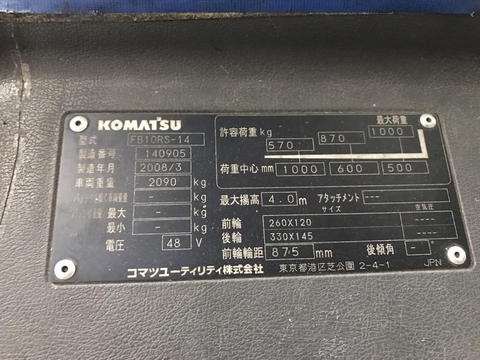 KOMATSU
型式 FB10RS-14
製造番号 140905
製造年月 2008/3
車両重量 2090 kg
- kg
最大 - kg
最小 - kg
電圧 48 V
許容荷重 kg
最大荷重
570 870 1000
荷重中心 mm 1000 600 500
最大揚高 4.0 m アタッチメント ---
サイズ 空気圧
前輪 260X120 ----
後輪 330X145 ----
前輪輪距 875 mm 後傾角 - °
コマツユーティリティ株式会社 東京都港区芝公園 2-4-1 JPN